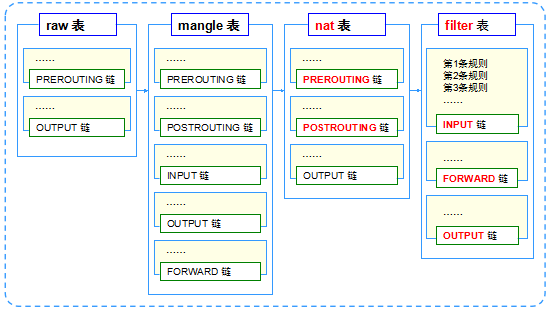 raw 表
……
PREROUTING 链
……
OUTPUT 链
mangle 表
……
PREROUTING 链
……
POSTROUTING 链
……
INPUT 链
……
OUTPUT 链
……
FORWARD 链
nat 表
……
PREROUTING 链
……
POSTROUTING 链
……
OUTPUT 链
filter 表
第1条规则
第2条规则
第3条规则
……
INPUT 链
……
FORWARD 链
……
OUTPUT 链